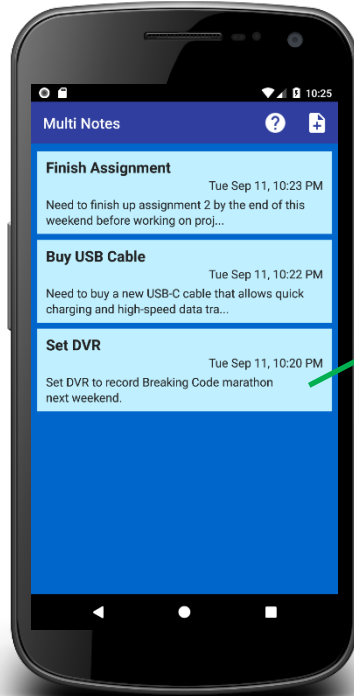 10:25
Multi Notes
Finish Assignment
Tue Sep 11, 10:23 PM
Need to finish up assignment 2 by the end of this
weekend before working on proj...
Buy USB Cable
Tue Sep 11, 10:22 PM
Need to buy a new USB-C cable that allows quick
charging and high-speed data tra...
Set DVR
Tue Sep 11, 10:20 PM
Set DVR to record Breaking Code marathon
next weekend.